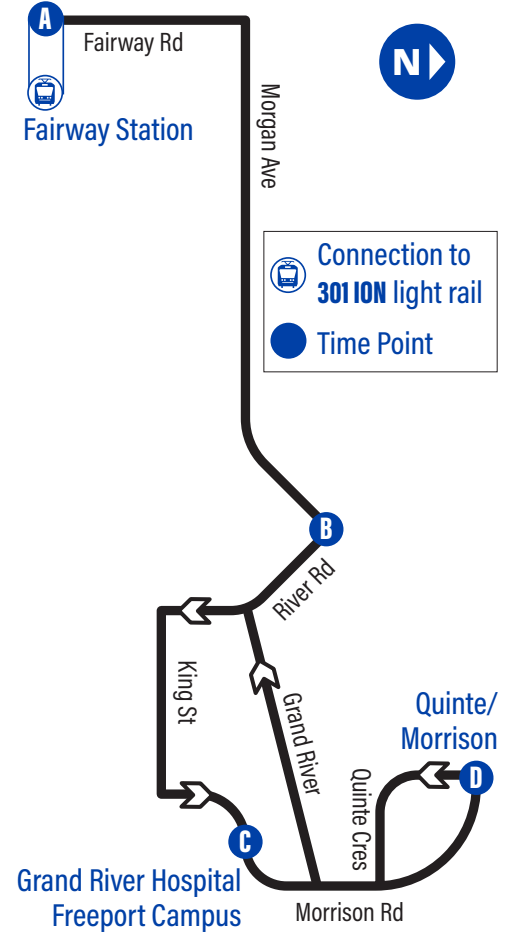 A
Fairway Rd
N
Fairway Station
Morgan Ave
Connection to
301 ION light rail
Time Point
B
River Rd
King St
Grand River
Quinte/
Morrison
Quinte Cres
D
C
Grand River Hospital
Freeport Campus
Morrison Rd